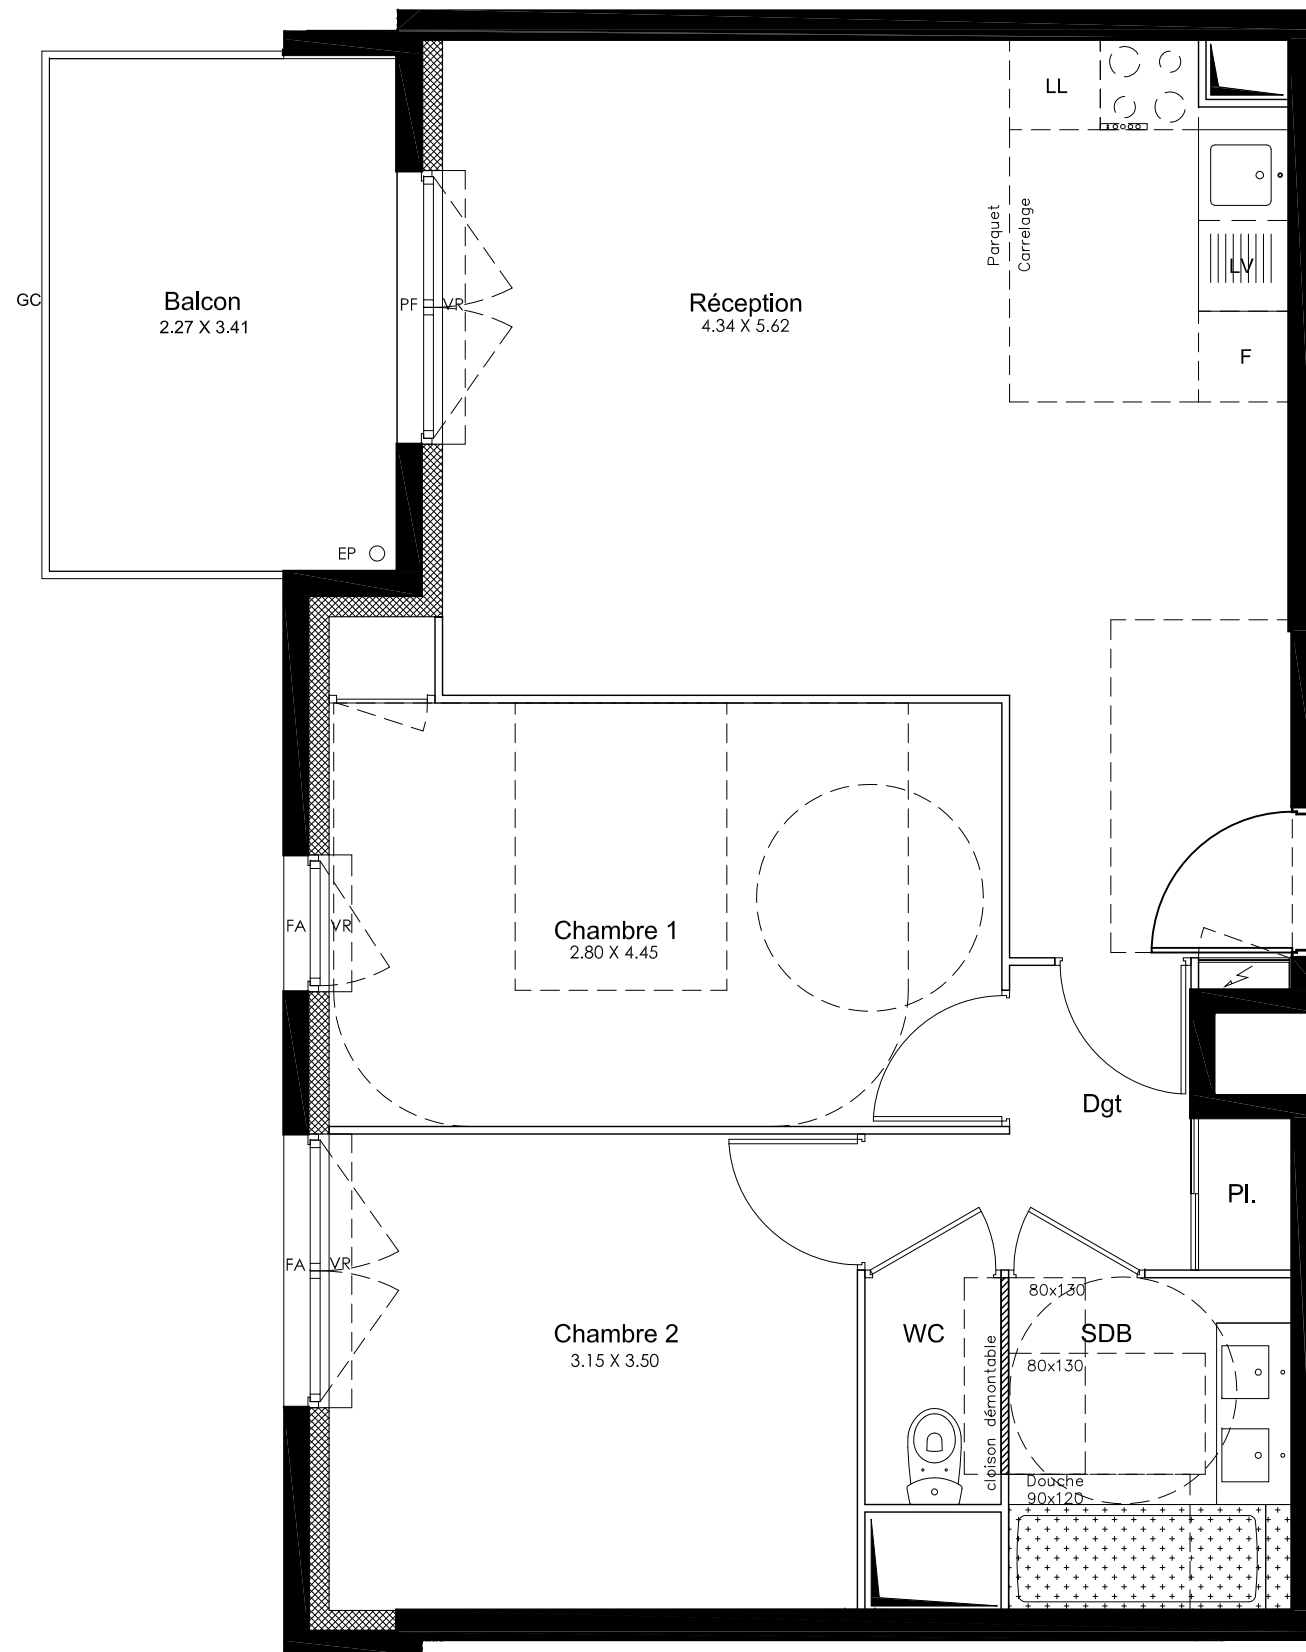 LL
Parquet
Carrelage
LV
F
GC
Balcon
2.27 X 3.41
PF
VR
Réception
4.34 X 5.62
EP
FA
VR
Chambre 1
2.80 X 4.45
Dgt
Pl.
FA
VR
Chambre 2
3.15 X 3.50
WC
cloison démontable
80x130
SDB
80x130
Douche
90x120